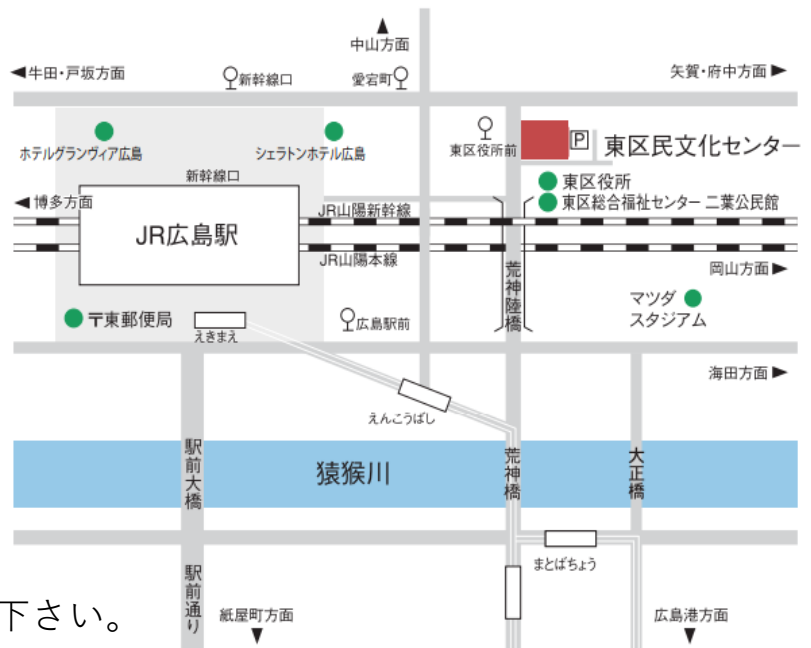 中山方面
◀牛田・戸坂方面
新幹線口
愛宕町
矢賀・府中方面▶
東区役所前
P
東区民文化センター
ホテルグランヴィア広島
シェラトンホテル広島
新幹線口
東区役所
東区総合福祉センター 二葉公民館
◀博多方面
JR山陽新幹線
JR広島駅
JR山陽本線
荒神陸橋
岡山方面▶
マツダ
スタジアム
〒東郵便局
えきまえ
広島駅前
海田方面▶
えんこうばし
駅前大橋
猿猴川
荒神橋
大正橋
まとばちょう
駅前通り
下さい。
紙屋町方面
広島港方面